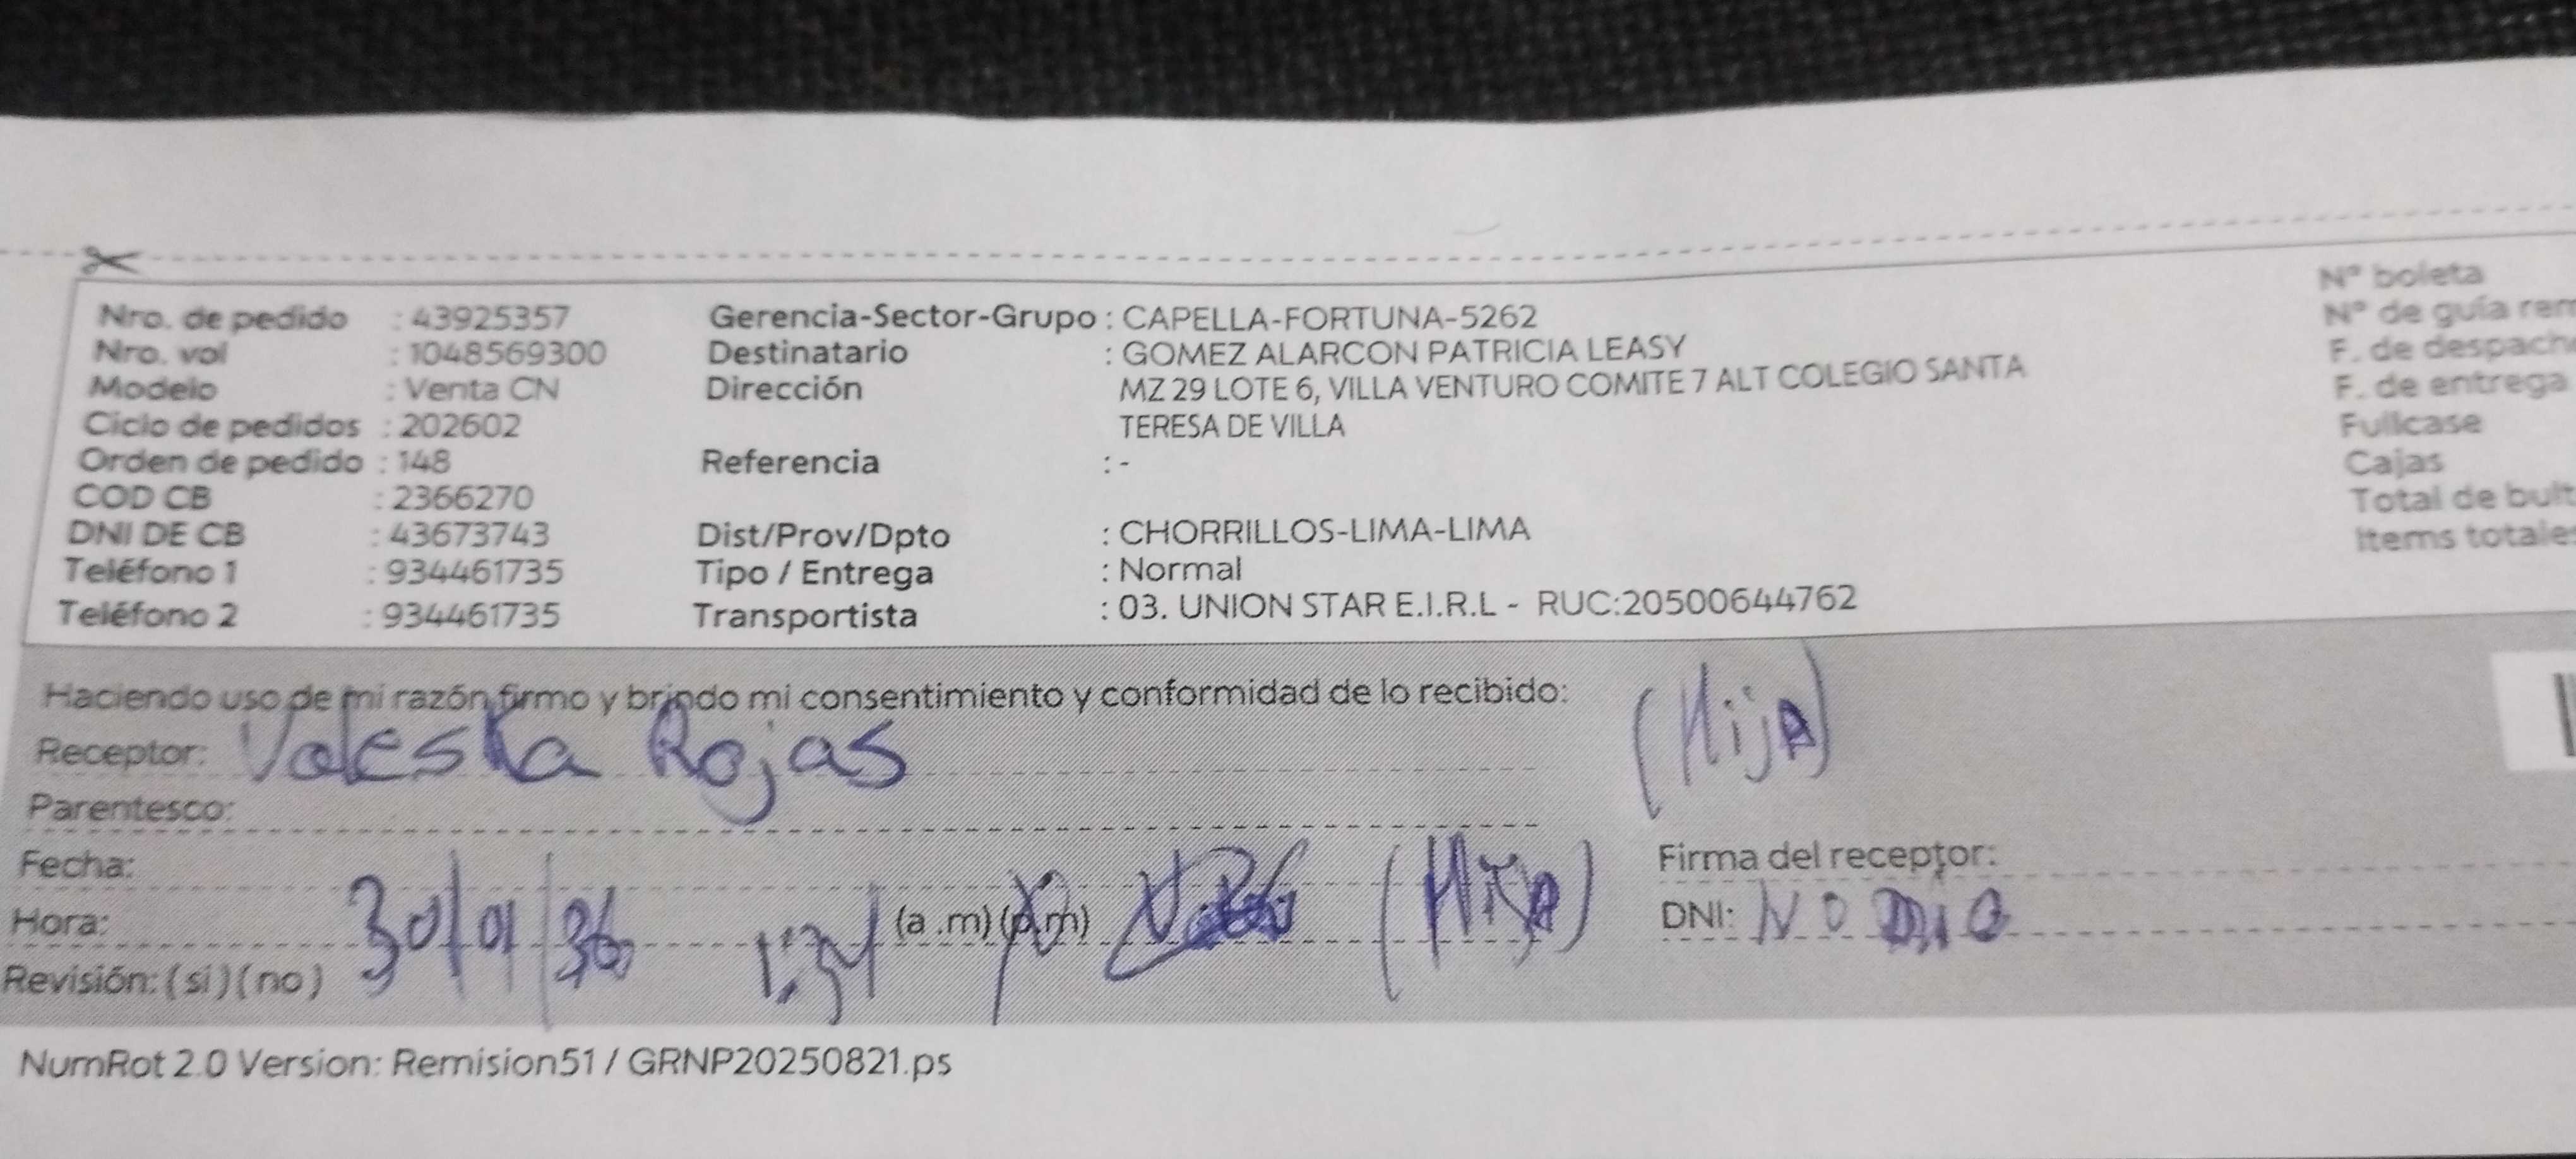 Nro. de pedido : 43925357 Gerencia-Sector-Grupo : CAPELLA-FORTUNA-5262 N° boleta
Nro. vol : 1048569300 Destinatario : GOMEZ ALARCON PATRICIA LEASY N° de guía rem
Modelo : Venta CN Dirección MZ 29 LOTE 6, VILLA VENTURO COMITE 7 ALT COLEGIO SANTA F. de despach
Ciclo de pedidos : 202602 TERESA DE VILLA F. de entrega
Orden de pedido : 148 Referencia : - Fullcase
COD CB : 2366270 Cajas
DNI DE CB : 43673743 Dist/Prov/Dpto : CHORRILLOS-LIMA-LIMA Total de bult
Teléfono 1 : 934461735 Tipo / Entrega : Normal Items totales
Teléfono 2 : 934461735 Transportista : 03. UNION STAR E.I.R.L - RUC:20500644762
Haciendo uso de mi razón firmo y brindo mi consentimiento y conformidad de lo recibido:
Receptor: Valeska Rojas (HijA)
Parentesco:
Fecha: Firma del receptor:
Hora: 30/01/ (a .m) (p.m) (HijA) DNI: NO DIO
Revisión: (si) (no)
NumRot 2.0 Version: Remision51 / GRNP20250821.ps